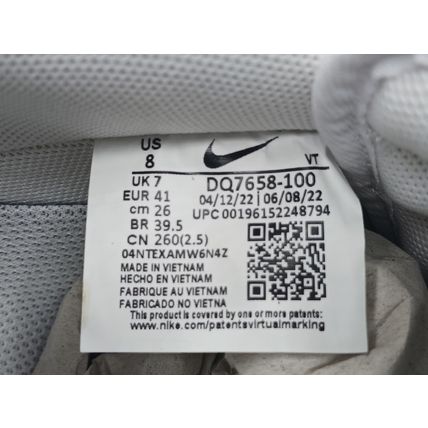 US
8
VT
UK 7
DQ7658-100
EUR 41
04/12/22 | 06/08/22
cm 26
UPC 00196152248794
BR 39.5
CN 260(2.5)
04NTEXAMW6N4Z
MADE IN VIETNAM
HECHO EN VIETNAM
FABRIQUE AU VIETNAM
FABRICADO NO VIETNA
This product is covered by one or more patents.
www.nike.com/patentsvirtualmarking